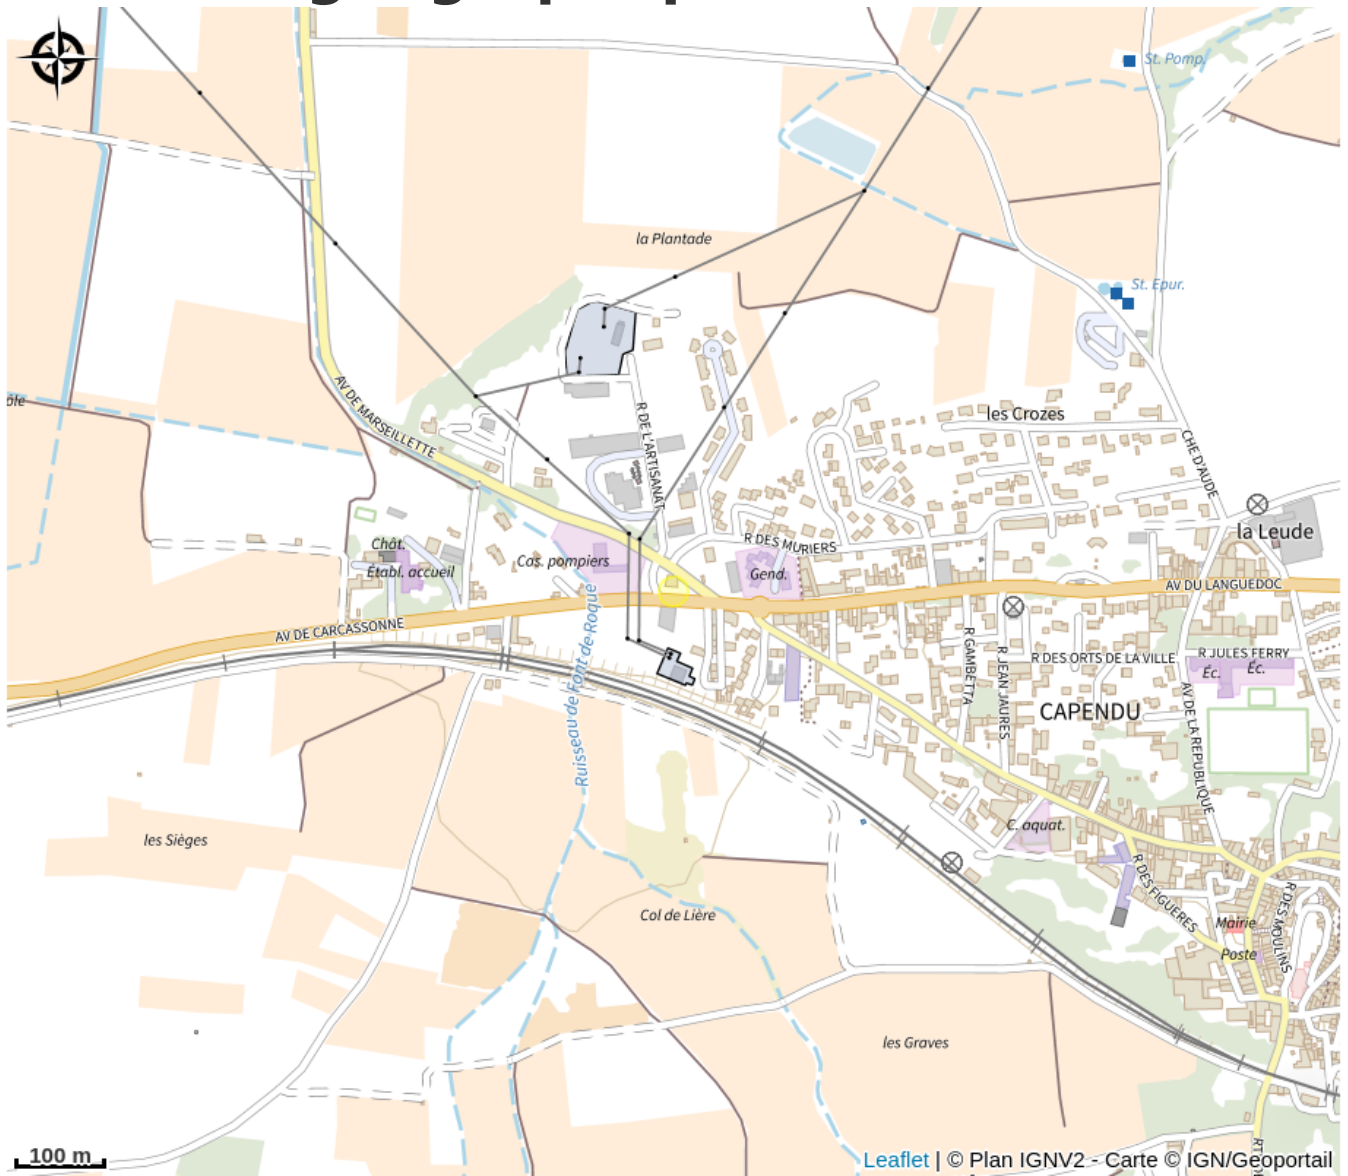 St. Pomp.
la Plantade
St. Epur.
AV DE MARSEILLETTE
R DE L'ARTISANAT
les Crozes
CHE D'AUDE
la Leude
R DES MURIERS
Chât.
Établ. accueil
Cas. pompiers
Gend.
AV DU LANGUEDOC
AV DE CARCASSONNE
Ruisseau de Font de Roque
R GAMBETTA
R JEAN JAURES
R DES ORTS DE LA VILLE
R JULES FERRY
Éc.
Éc.
CAPENDU
AV DE LA REPUBLIQUE
les Sièges
C. aquat.
R DES FIGUERES
R DES MOULINS
Col de Lière
Mairie
Poste
les Graves
100 m
Leaflet | © Plan IGNV2 - Carte © IGN/Geoportail